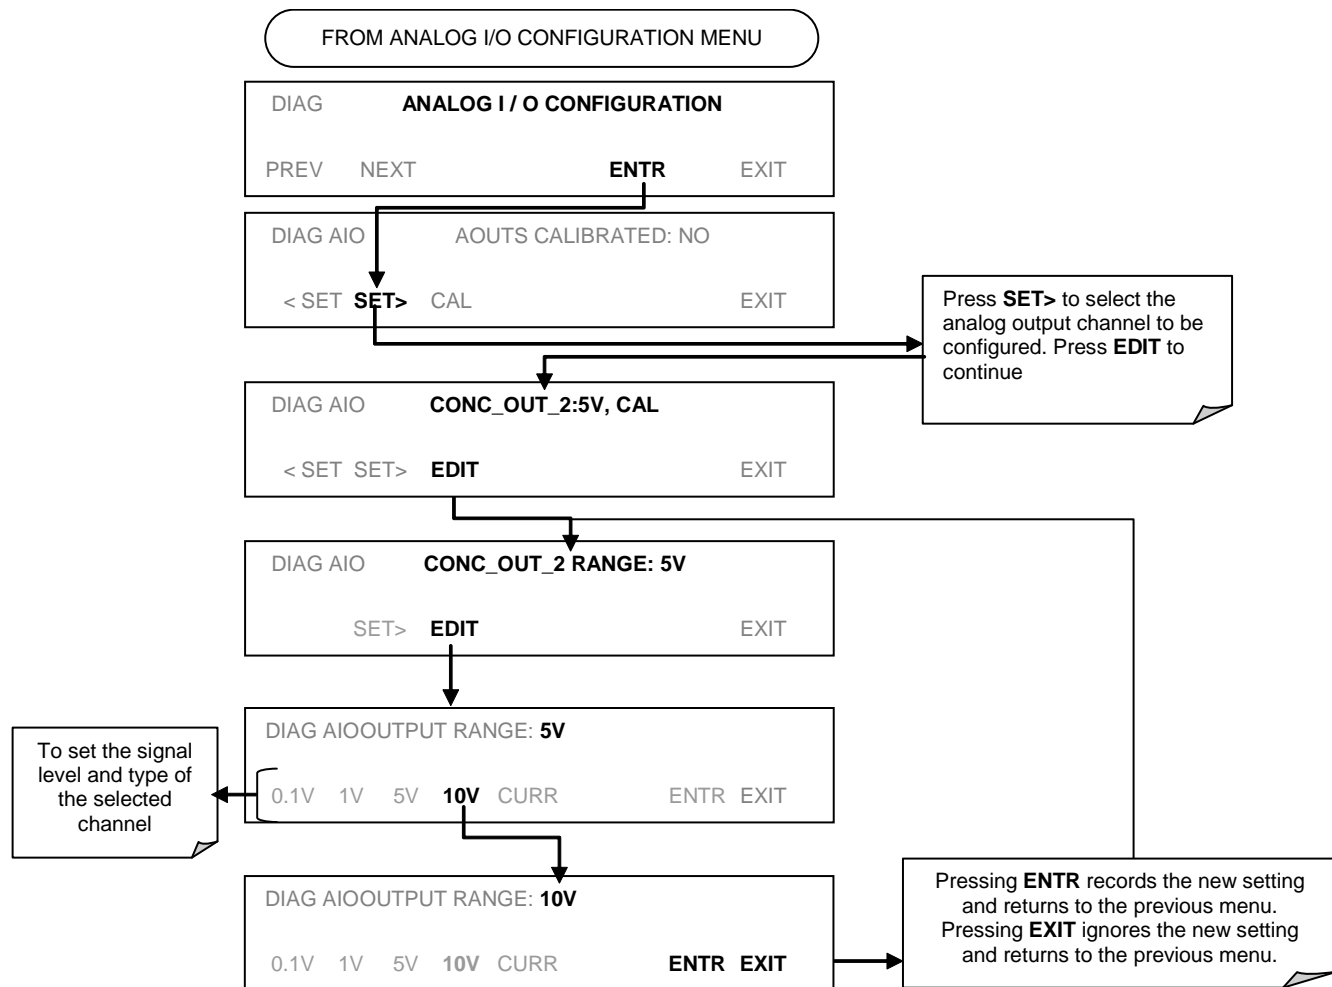 FROM ANALOG I/O CONFIGURATION MENU
DIAG ANALOG I / O CONFIGURATION
PREV NEXT ENTR EXIT
DIAG AIO AOUTS CALIBRATED: NO
< SET SET> CAL EXIT
Press SET> to select the
analog output channel to be
configured. Press EDIT to
continue
DIAG AIO CONC_OUT_2:5V, CAL
< SET SET> EDIT EXIT
DIAG AIO CONC_OUT_2 RANGE: 5V
SET> EDIT EXIT
DIAG AIOOUTPUT RANGE: 5V
0.1V 1V 5V 10V CURR ENTR EXIT
To set the signal
level and type of
the selected
channel
DIAG AIOOUTPUT RANGE: 10V
0.1V 1V 5V 10V CURR ENTR EXIT
Pressing ENTR records the new setting
and returns to the previous menu.
Pressing EXIT ignores the new setting
and returns to the previous menu.